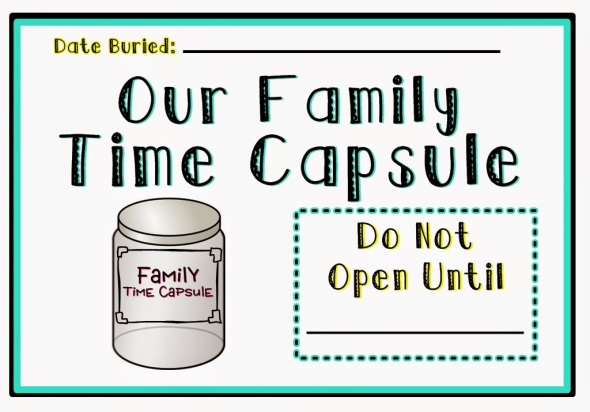 Date Buried:
Our Family
Time Capsule
FamilY
TIME CaPSULE
Do Not
Open Until